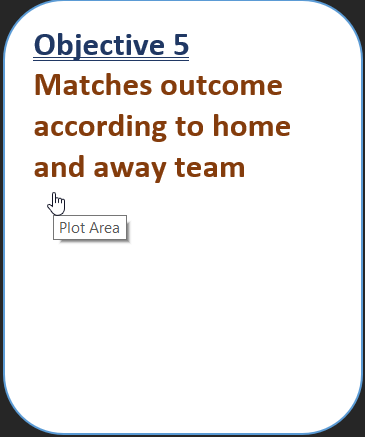 Objective 5
Matches outcome
according to home
and away team
Plot Area